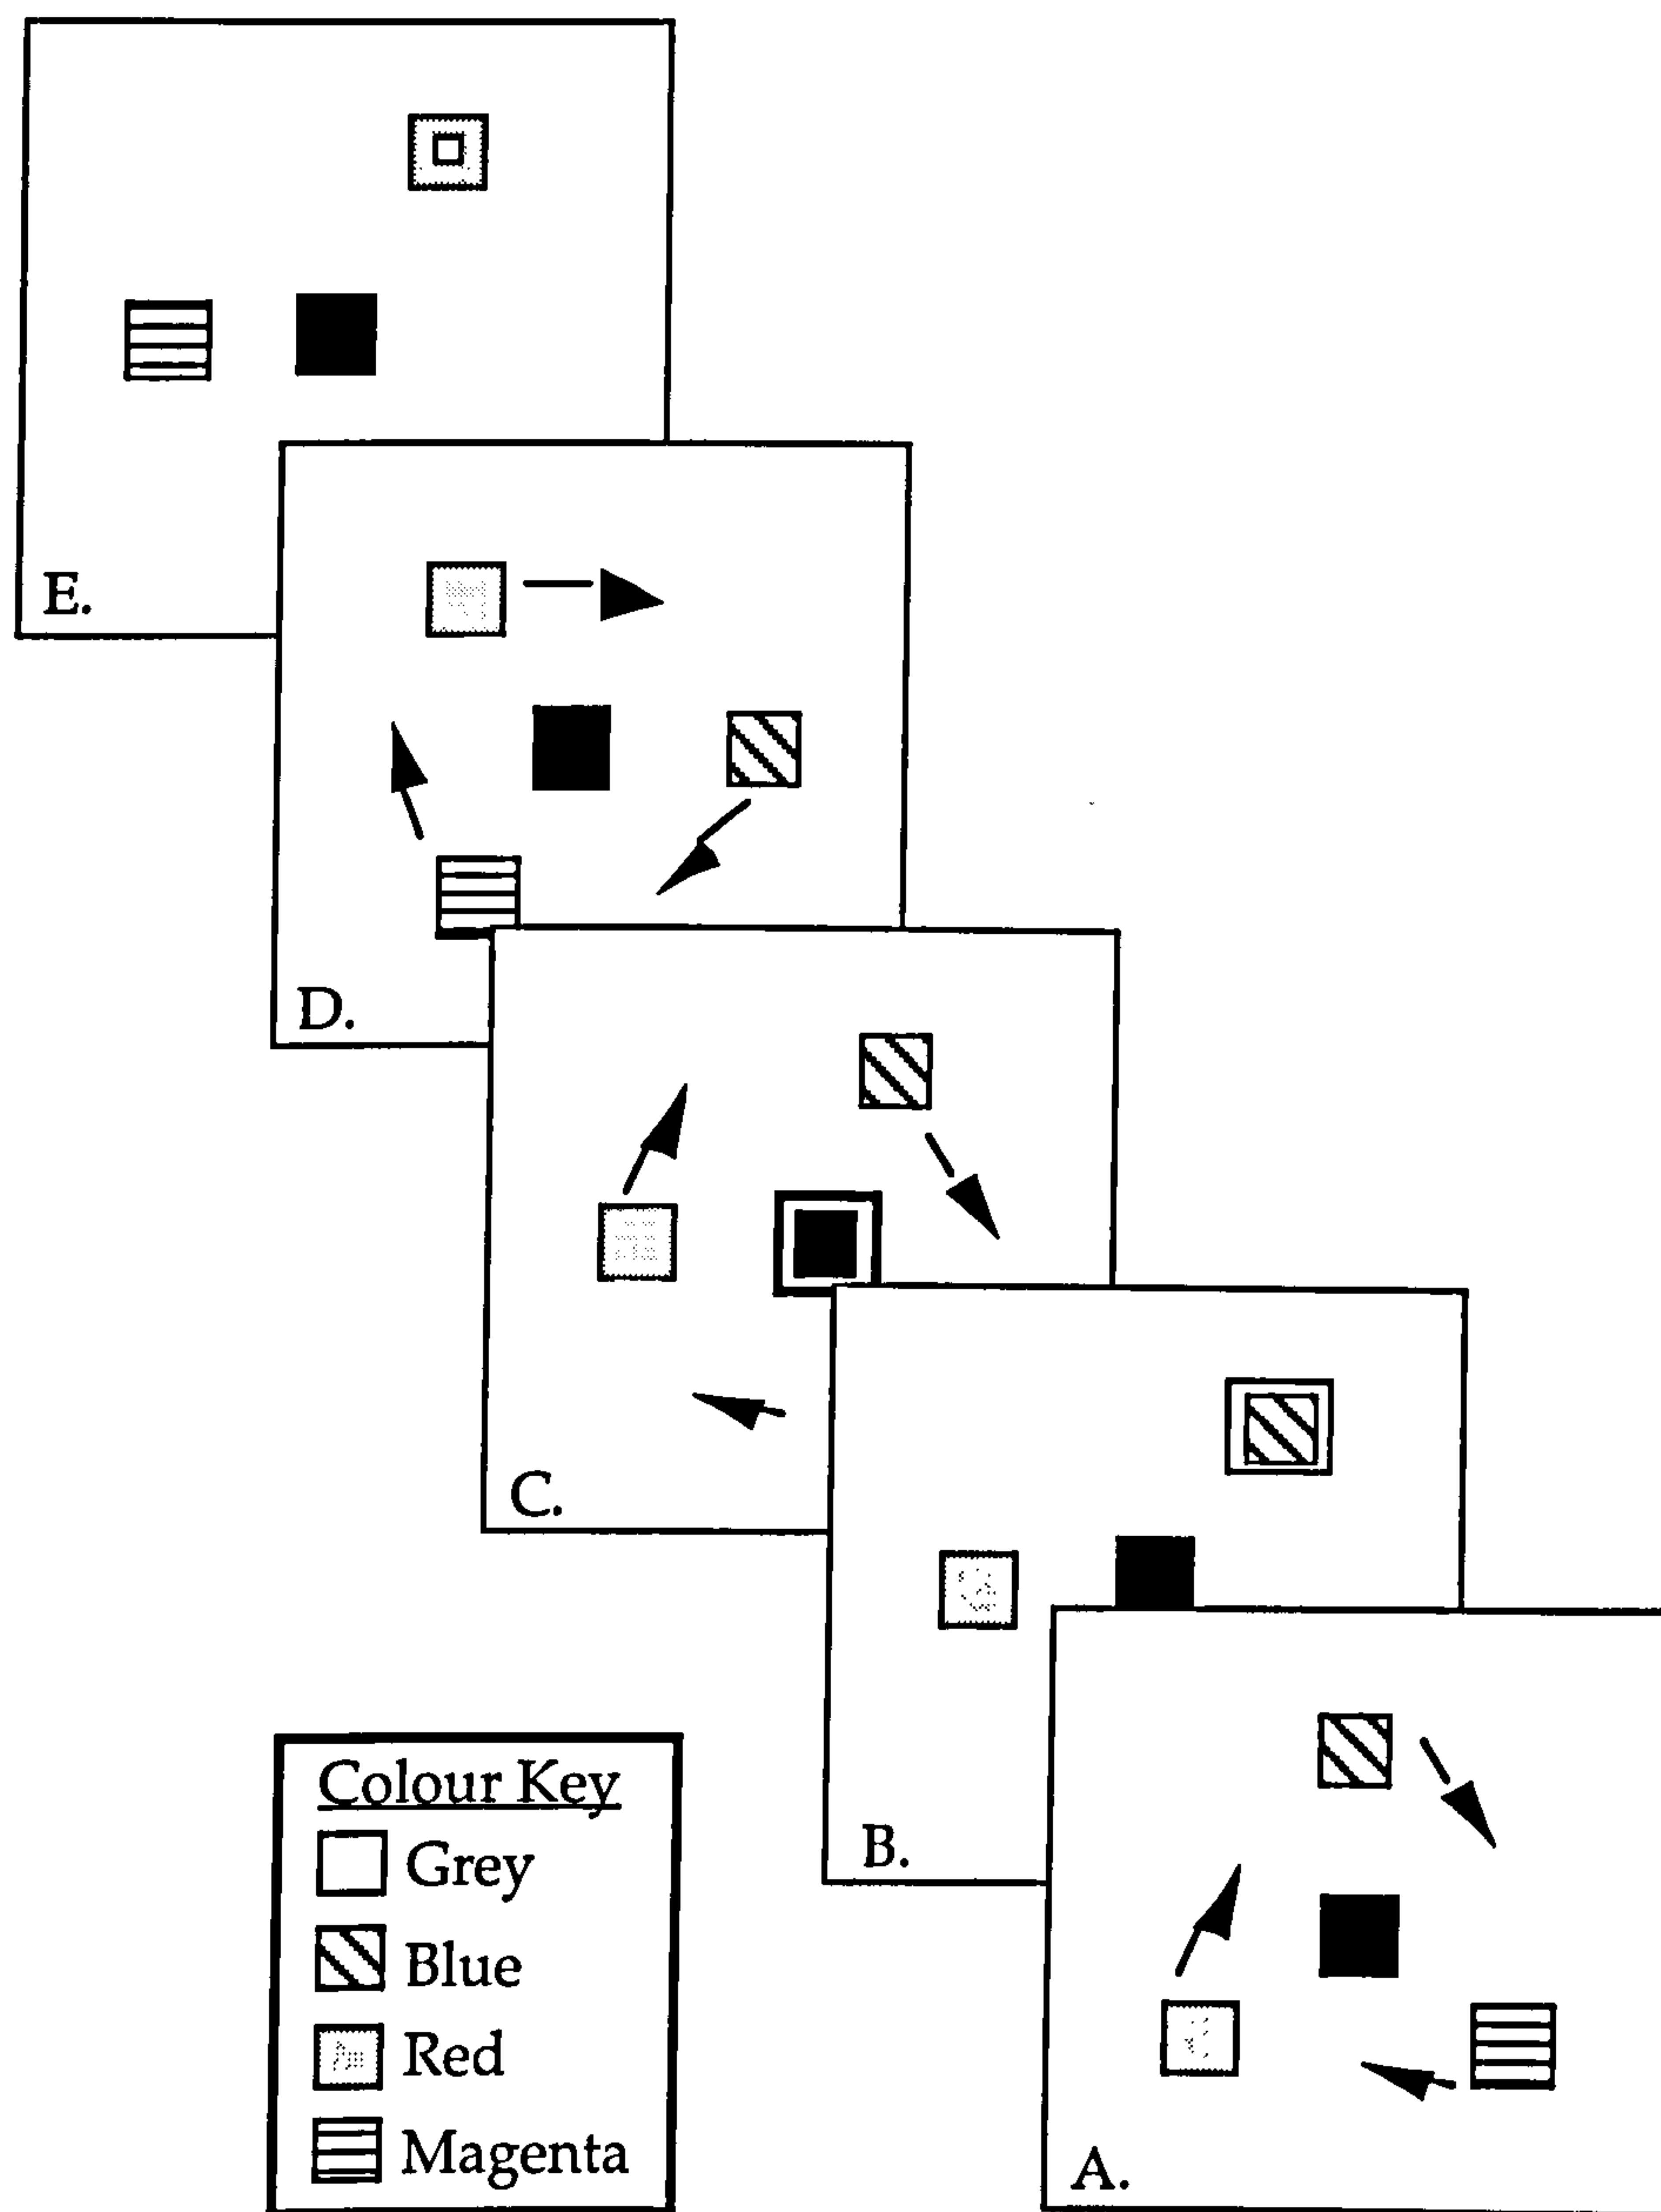 E.
D.
C.
B.
A.
Colour Key
Grey
Blue
Red
Magenta